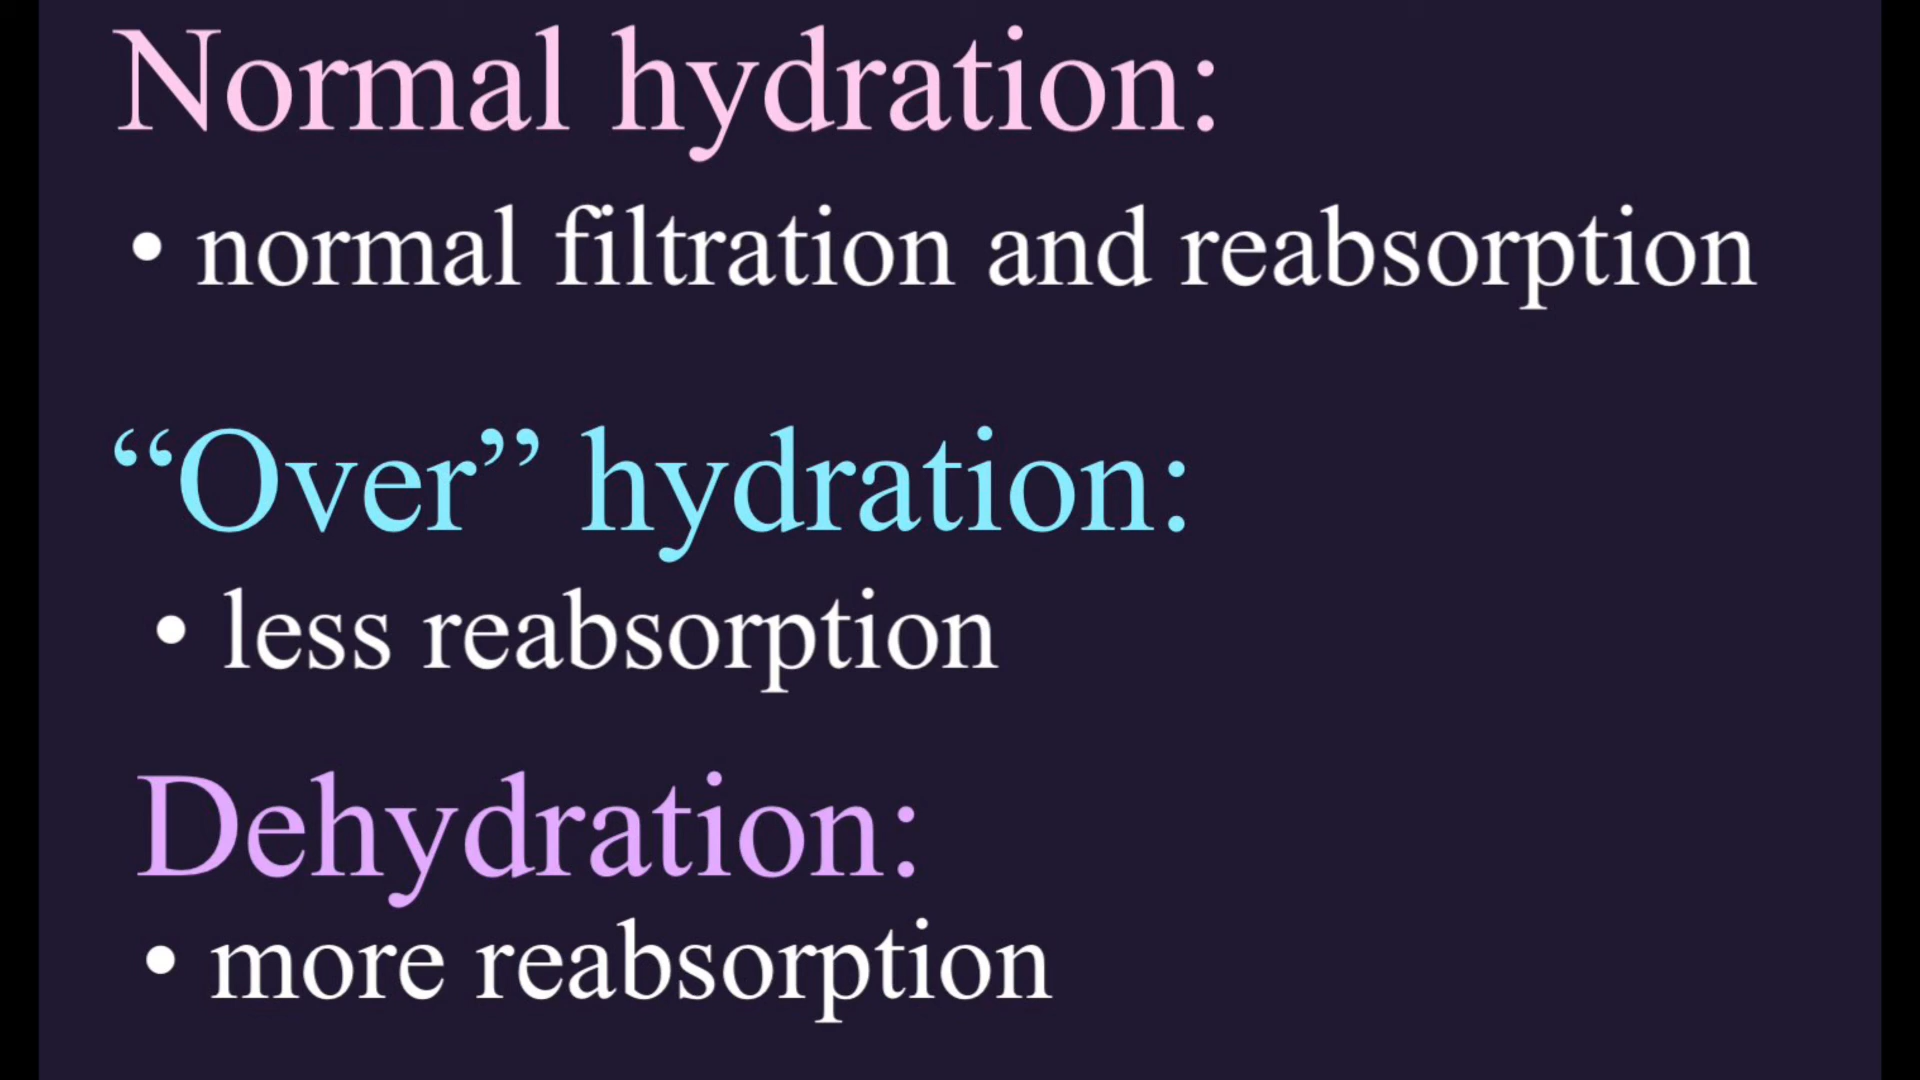 Normal hydration:
• normal filtration and reabsorption
“Over” hydration:
• less reabsorption
Dehydration:
• more reabsorption